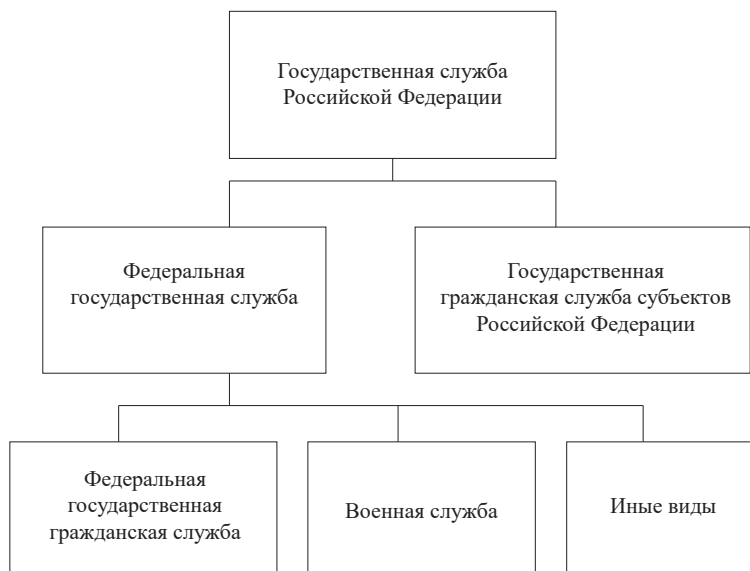 Государственная служба
Российской Федерации
Федеральная
государственная служба
Государственная
гражданская служба субъектов
Российской Федерации
Федеральная
государственная
гражданская служба
Военная служба
Иные виды